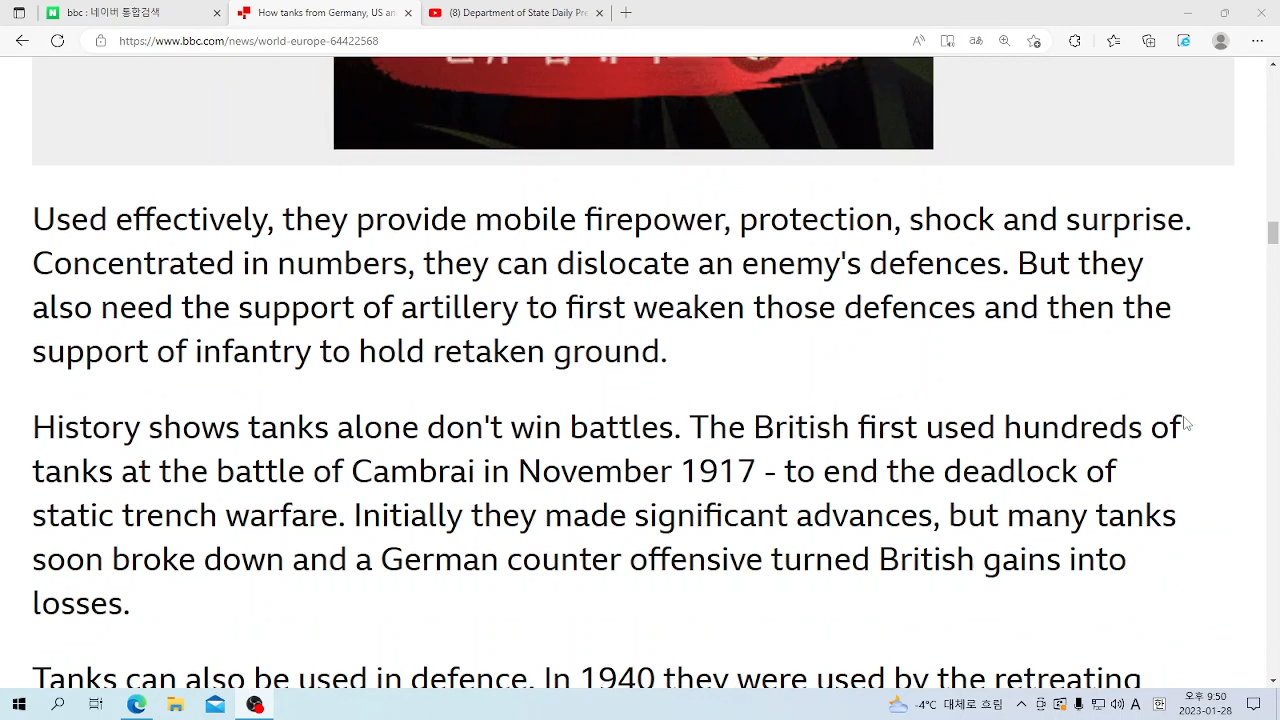 bbc : 네이버 통합검색
How tanks from Germany, US an
(8) Department of State Daily Pre
https://www.bbc.com/news/world-europe-64422568
Used effectively, they provide mobile firepower, protection, shock and surprise.
Concentrated in numbers, they can dislocate an enemy's defences. But they
also need the support of artillery to first weaken those defences and then the
support of infantry to hold retaken ground.
History shows tanks alone don't win battles. The British first used hundreds of
tanks at the battle of Cambrai in November 1917 - to end the deadlock of
static trench warfare. Initially they made significant advances, but many tanks
soon broke down and a German counter offensive turned British gains into
losses.
Tanks can also be used in defence. In 1940 they were used by the retreating
-4°C 대체로 흐림
오후 9:50
2023-01-28